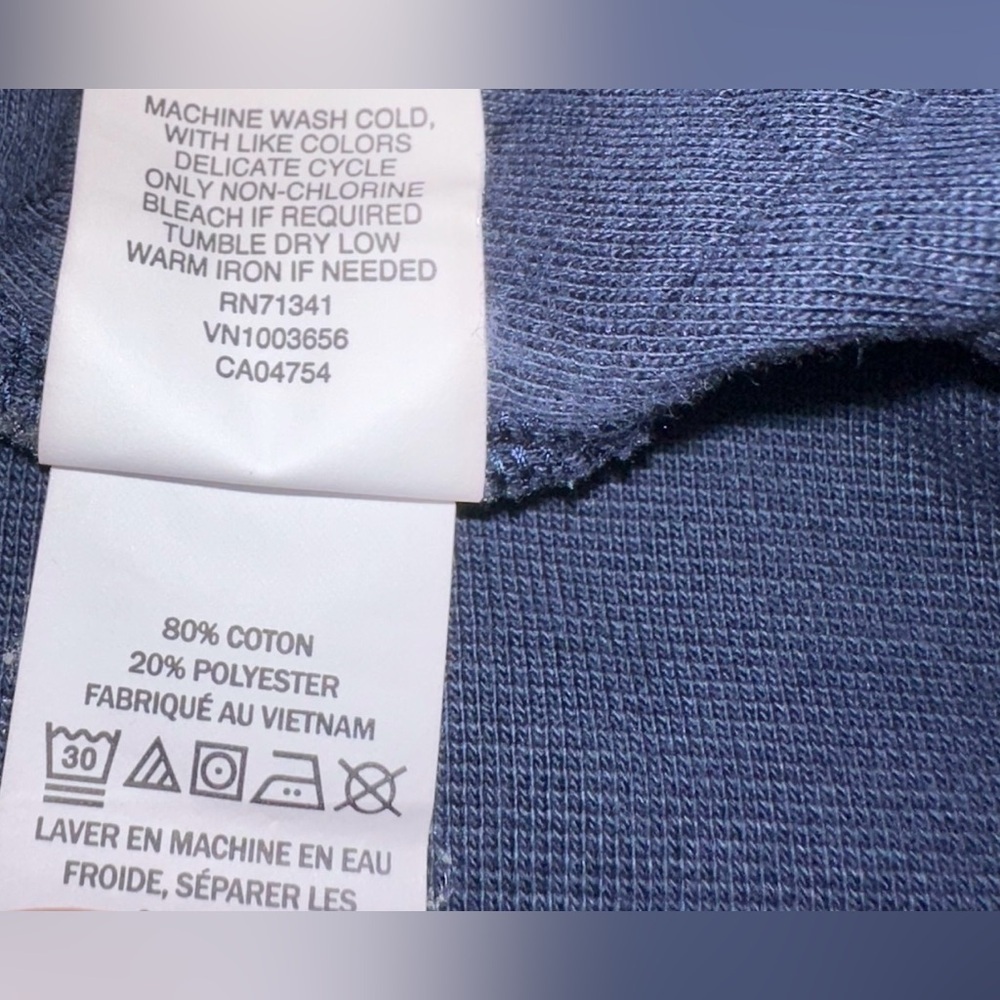 MACHINE WASH COLD,
WITH LIKE COLORS
DELICATE CYCLE
ONLY NON-CHLORINE
BLEACH IF REQUIRED
TUMBLE DRY LOW
WARM IRON IF NEEDED
RN71341
VN1003656
CA04754
80% COTON
20% POLYESTER
FABRIQUÉ AU VIETNAM
30
LAVER EN MACHINE EN EAU
FROIDE, SÉPARER LES